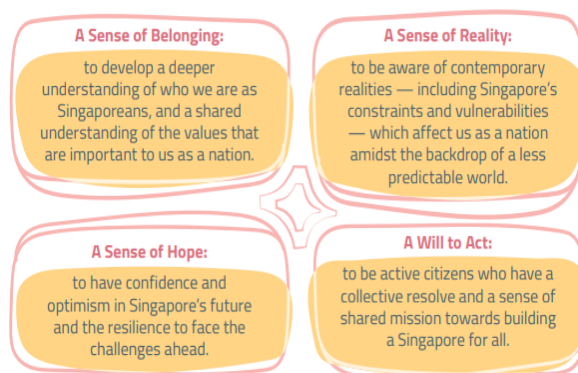 A Sense of Belonging:
to develop a deeper
understanding of who we are as
Singaporeans, and a shared
understanding of the values that
are important to us as a nation.
A Sense of Reality:
to be aware of contemporary
realities — including Singapore’s
constraints and vulnerabilities
— which affect us as a nation
amidst the backdrop of a less
predictable world.
A Sense of Hope:
to have confidence and
optimism in Singapore’s future
and the resilience to face the
challenges ahead.
A Will to Act:
to be active citizens who have a
collective resolve and a sense of
shared mission towards building
a Singapore for all.